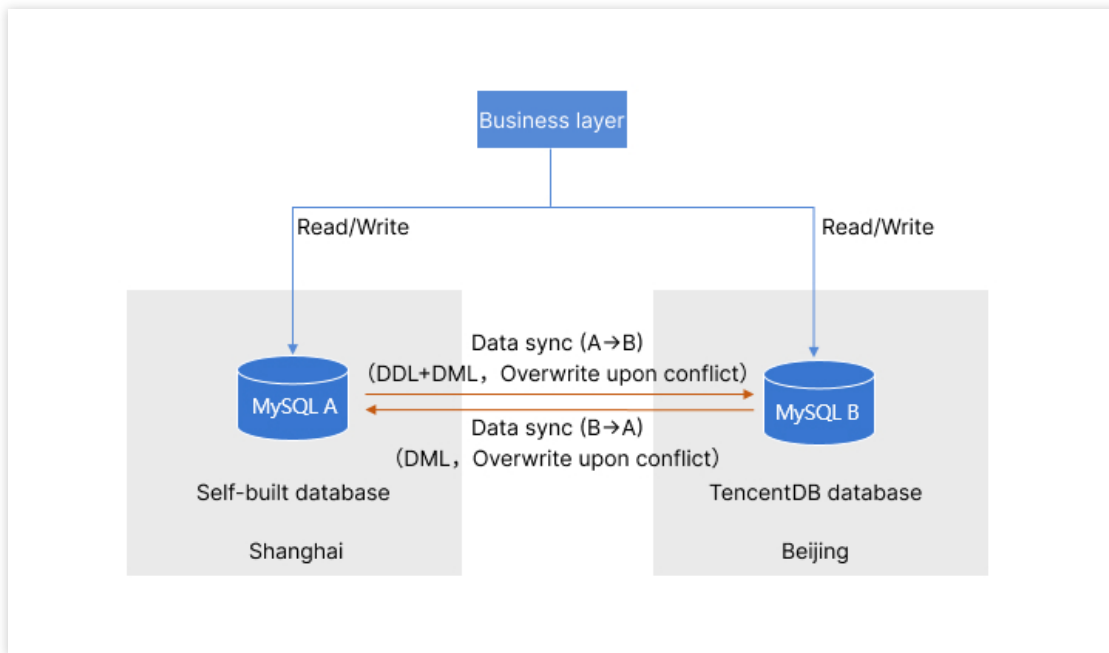 Business layer
Read/Write
Read/Write
Data sync (A→B)
（DDL+DML，Overwrite upon conflict）
MySQL A
MySQL B
Data sync (B→A)
（DML，Overwrite upon conflict）
Self-built database
TencentDB database
Shanghai
Beijing